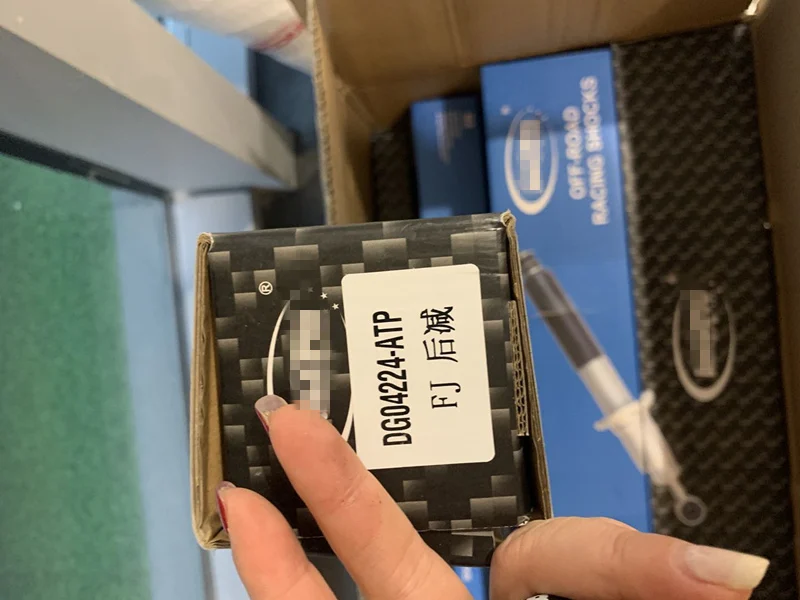 DG04224-ATP
FJ 后减
®
OFF-ROAD
RACING SHOCKS